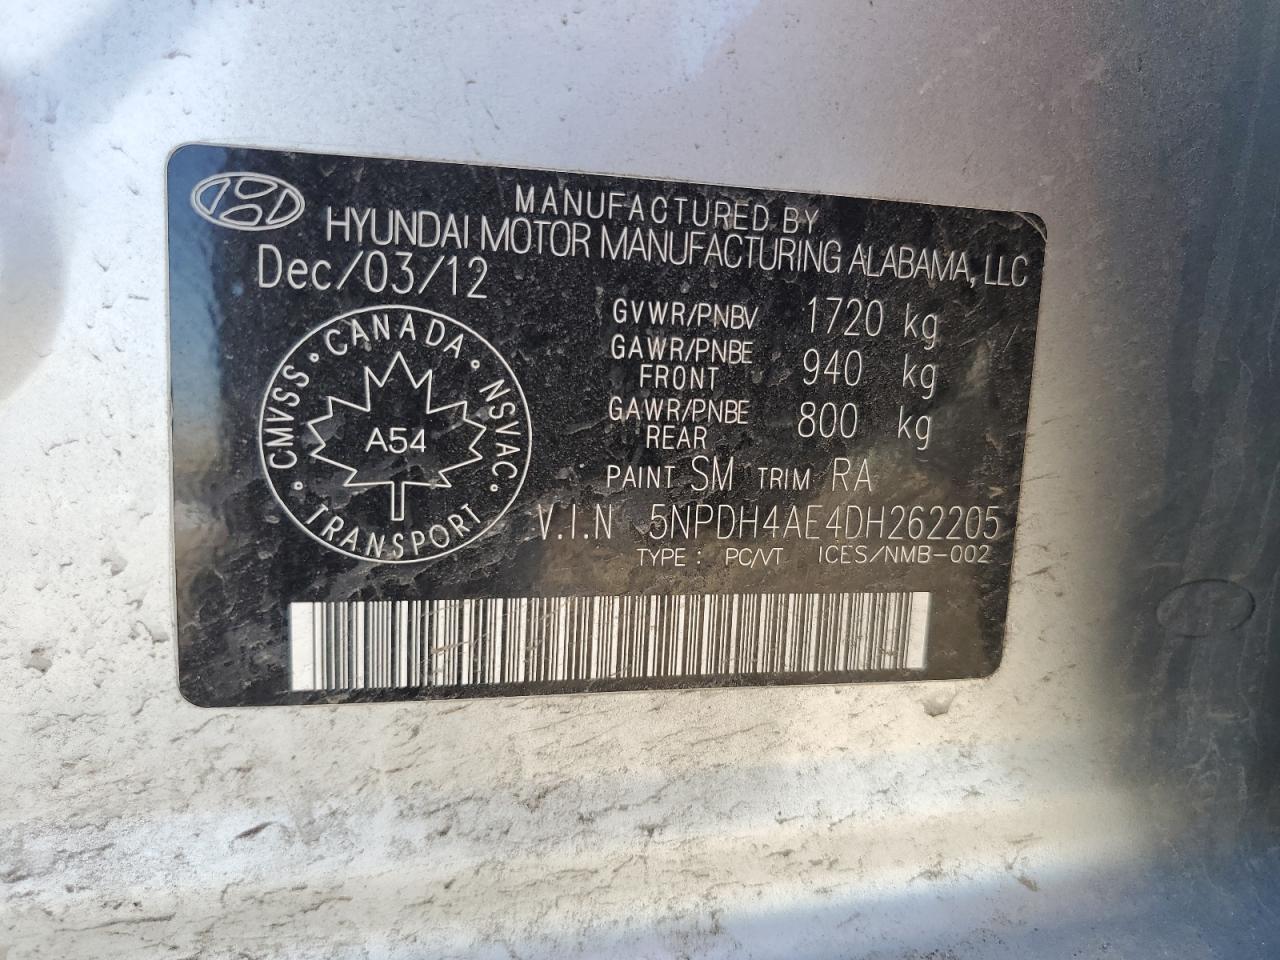 MANUFACTURED BY
HYUNDAI MOTOR MANUFACTURING ALABAMA, LLC
Dec/03/12
GVWR/PNBV 1720 kg
GAWR/PNBE FRONT 940 kg
GAWR/PNBE REAR 800 kg
PAINT SM TRIM RA
V.I.N 5NPDH4AE4DH262205
TYPE : PC/VT ICES/NMB-002
CMVSS • CANADA • NSVAC • TRANSPORT •
A54